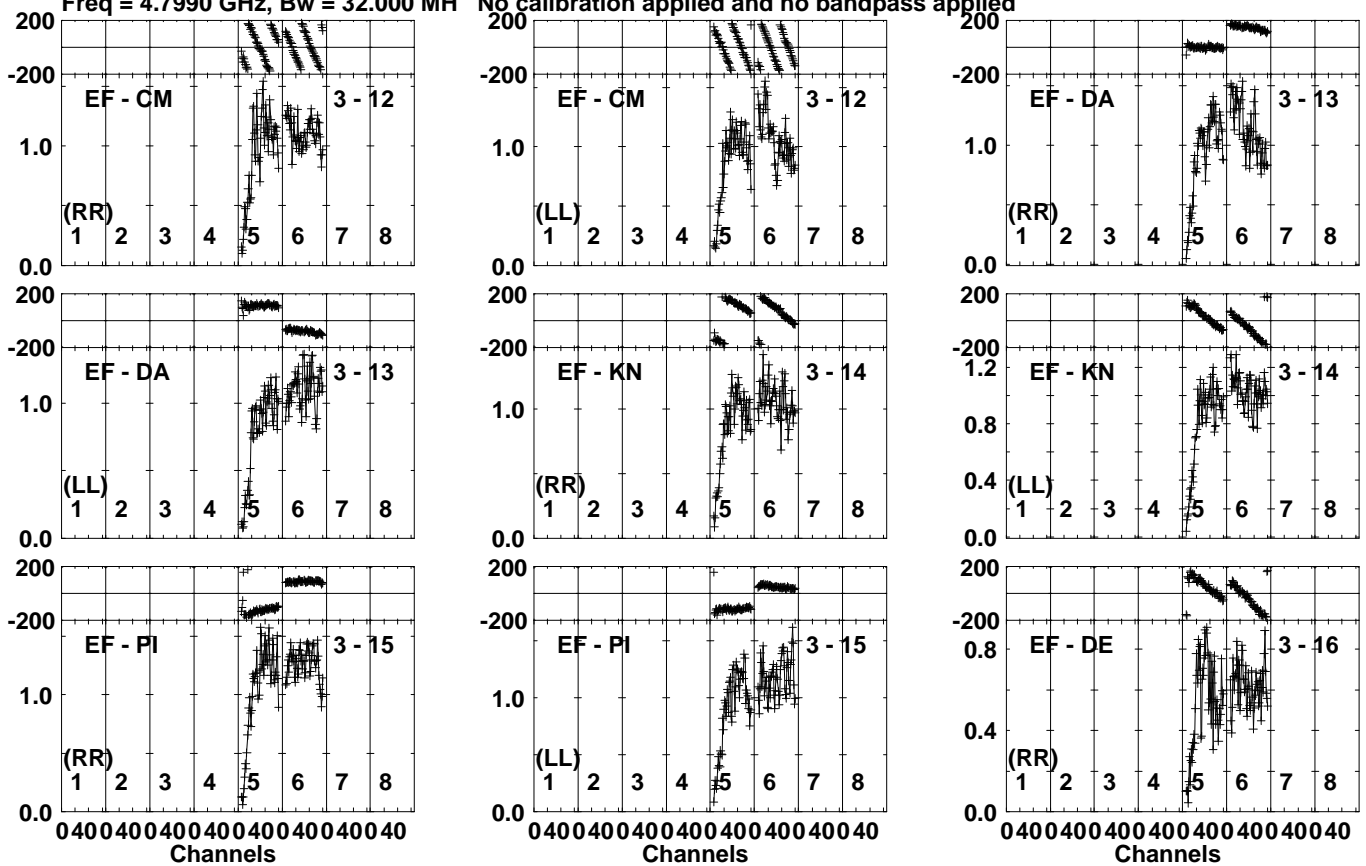 Freq = 4.7990 GHz, Bw = 32.000 MH No calibration applied and no bandpass applied
200
-200
EF - CM 3 - 12
1.0
(RR)
1 2 3 4 5 6 7 8
0.0
200
-200
EF - CM 3 - 12
1.0
(LL)
1 2 3 4 5 6 7 8
0.0
200
-200
EF - DA 3 - 13
1.0
(RR)
1 2 3 4 5 6 7 8
0.0
200
-200
EF - DA 3 - 13
1.0
(LL)
1 2 3 4 5 6 7 8
0.0
200
-200
EF - KN 3 - 14
1.0
(RR)
1 2 3 4 5 6 7 8
0.0
200
-200
EF - KN 3 - 14
1.2
1.0
0.8
0.4
(LL)
1 2 3 4 5 6 7 8
0.0
200
-200
EF - PI 3 - 15
1.0
(RR)
1 2 3 4 5 6 7 8
0.0
0 40 0 40 0 40 0 40 0 40 0 40 0 40 0 40
Channels
200
-200
EF - PI 3 - 15
1.0
(LL)
1 2 3 4 5 6 7 8
0.0
0 40 0 40 0 40 0 40 0 40 0 40 0 40 0 40
Channels
200
-200
EF - DE 3 - 16
0.8
0.4
(RR)
1 2 3 4 5 6 7 8
0.0
0 40 0 40 0 40 0 40 0 40 0 40 0 40 0 40
Channels